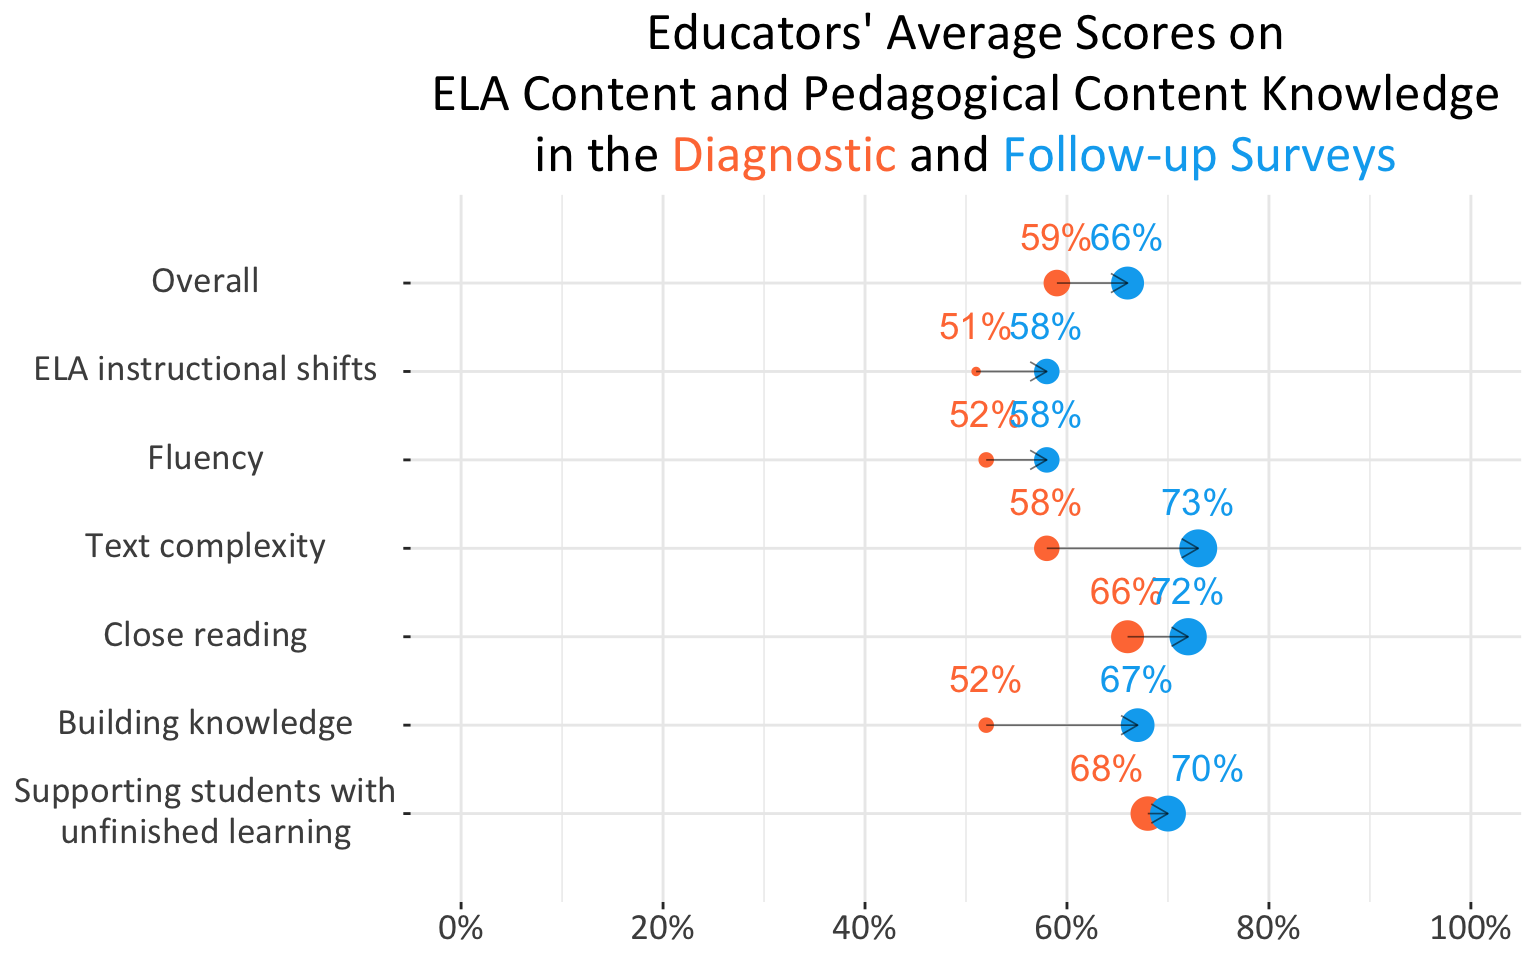 Educators' Average Scores on
ELA Content and Pedagogical Content Knowledge
in the Diagnostic and Follow-up Surveys
59% 66%
Overall
51% 58%
ELA instructional shifts
52% 58%
Fluency
58% 73%
Text complexity
66% 72%
Close reading
52% 67%
Building knowledge
68% 70%
Supporting students with
unfinished learning
0% 20% 40% 60% 80% 100%